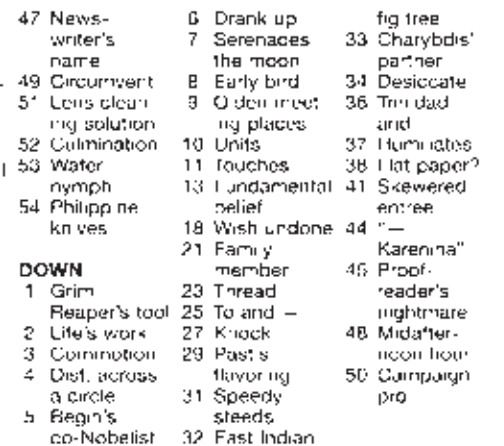 47 News-
writer's
name
49 Circumvent
51 Lens clean-
ing solution
52 Culmination
53 Water
nymph
54 Philippine
knives
DOWN
1 Grim
Reaper's tool
2 Life's work
3 Commotion
4 Dist. across
a circle
5 Begin's
co-Nobelist
6 Drank up
7 Serenades
the moon
8 Early bird
9 Olden meet-
ing places
10 Units
11 Touches
13 Fundamental
belief
18 Wish undone
21 Family
member
23 Thread
25 To and —
27 Knock
29 Pastis
flavoring
31 Speedy
steeds
32 East Indian
fig tree
33 Charybdis'
partner
34 Desiccate
36 Trinidad
and
37 Humiliates
38 Flat paper?
41 Skewered
entree
44 "—
Karenina"
46 Proof-
reader's
nightmare
48 Midafter-
noon hour
50 Campaign
pro